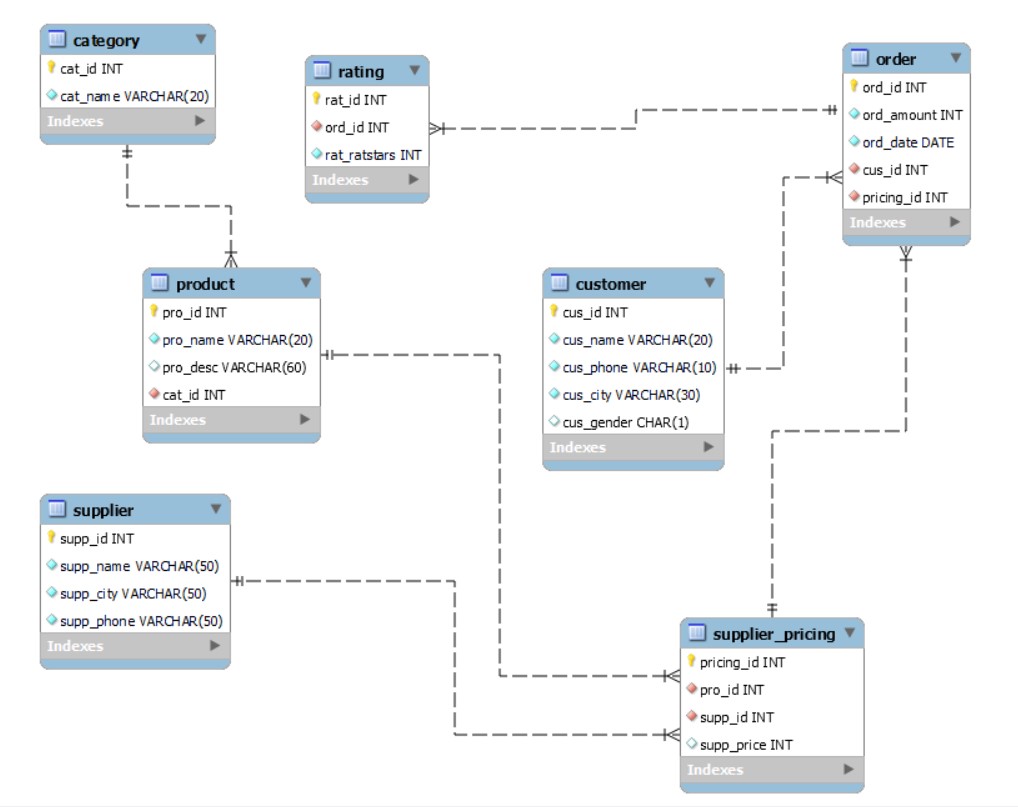 category
cat_id INT
cat_name VARCHAR(20)
Indexes
rating
rat_id INT
ord_id INT
rat_ratstars INT
Indexes
order
ord_id INT
ord_amount INT
ord_date DATE
cus_id INT
pricing_id INT
Indexes
product
pro_id INT
pro_name VARCHAR(20)
pro_desc VARCHAR(60)
cat_id INT
Indexes
customer
cus_id INT
cus_name VARCHAR(20)
cus_phone VARCHAR(10)
cus_city VARCHAR(30)
cus_gender CHAR(1)
Indexes
supplier
supp_id INT
supp_name VARCHAR(50)
supp_city VARCHAR(50)
supp_phone VARCHAR(50)
Indexes
supplier_pricing
pricing_id INT
pro_id INT
supp_id INT
supp_price INT
Indexes